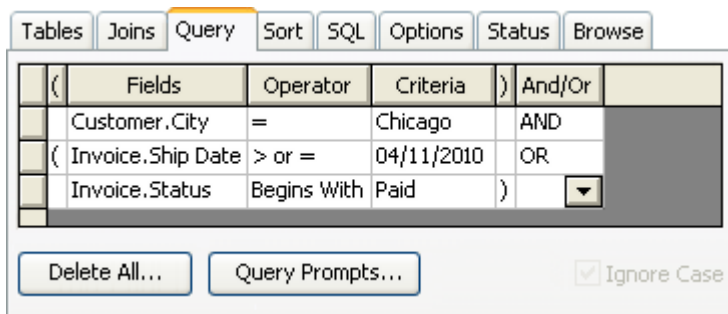 Tables Joins Query Sort SQL Options Status Browse
( Fields Operator Criteria ) And/Or
Customer.City = Chicago AND
( Invoice.Ship Date > or = 04/11/2010 OR
Invoice.Status Begins With Paid )
Delete All... Query Prompts... Ignore Case